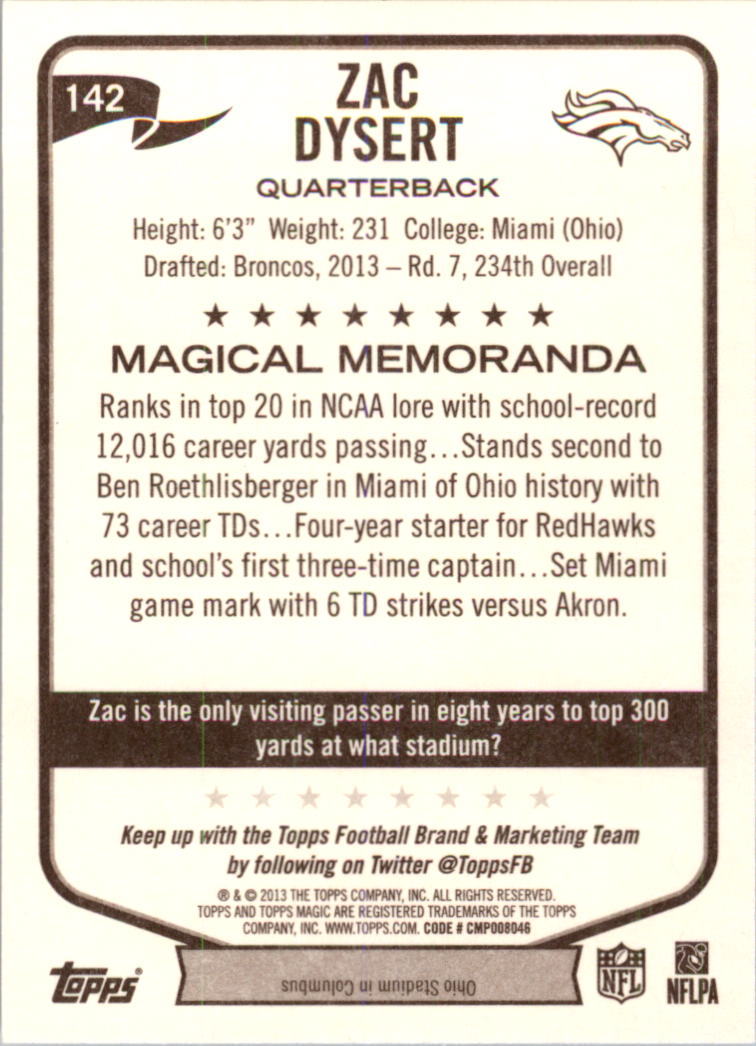 142
ZAC
DYSERT
QUARTERBACK
Height: 6'3" Weight: 231 College: Miami (Ohio)
Drafted: Broncos, 2013 – Rd. 7, 234th Overall
MAGICAL MEMORANDA
Ranks in top 20 in NCAA lore with school-record
12,016 career yards passing...Stands second to
Ben Roethlisberger in Miami of Ohio history with
73 career TDs...Four-year starter for RedHawks
and school's first three-time captain...Set Miami
game mark with 6 TD strikes versus Akron.
Zac is the only visiting passer in eight years to top 300
yards at what stadium?
Keep up with the Topps Football Brand & Marketing Team
by following on Twitter @ToppsFB
® & © 2013 THE TOPPS COMPANY, INC. ALL RIGHTS RESERVED.
TOPPS AND TOPPS MAGIC ARE REGISTERED TRADEMARKS OF THE TOPPS
COMPANY, INC. WWW.TOPPS.COM. CODE # CMP008046
Topps®
Ohio Stadium in Columbus
NFL
NFLPA